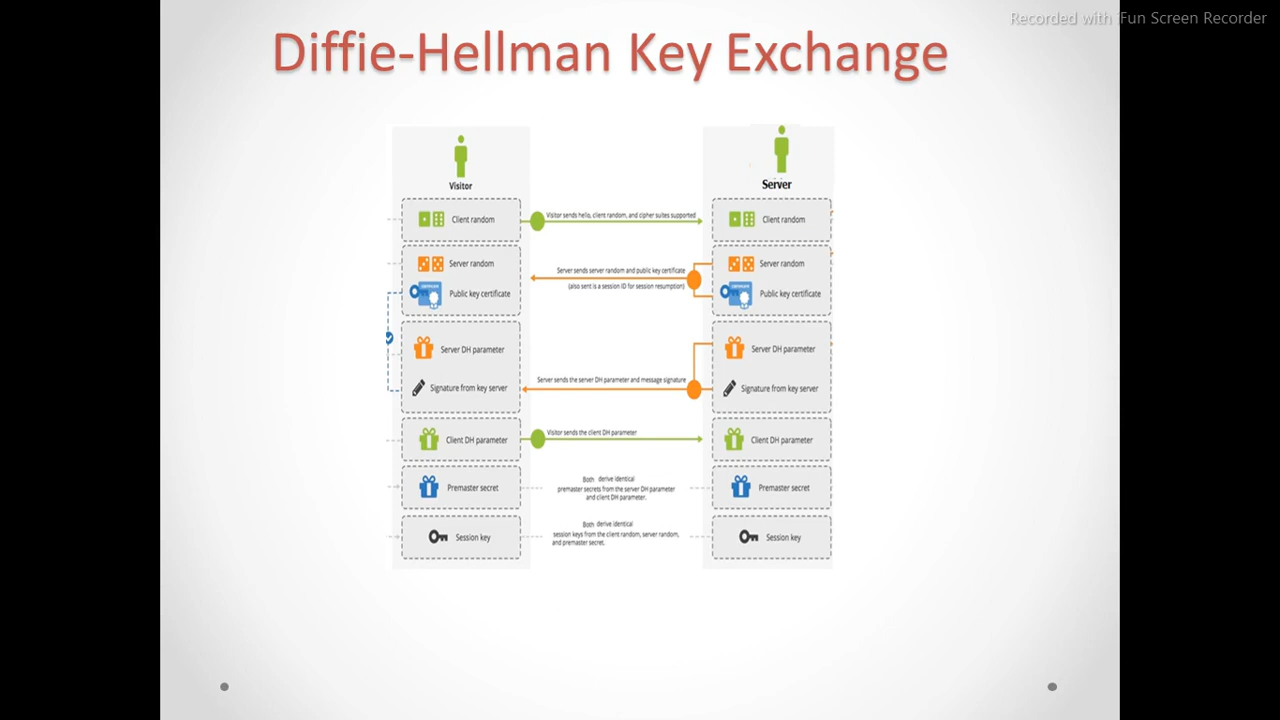 Recorded with iFun Screen Recorder
Diffie-Hellman Key Exchange
Visitor
Server
Client random
Visitor sends hello, client random, and cipher suites supported
Client random
Server random
Server sends server random and public key certificate
Server random
Public key certificate
(also sent is a session ID for session resumption)
Public key certificate
Server DH parameter
Server DH parameter
Signature from key server
Server sends the server DH parameter and message signature
Signature from key server
Client DH parameter
Visitor sends the client DH parameter
Client DH parameter
Premaster secret
Both derive identical
premaster secrets from the server DH parameter
and client DH parameter.
Premaster secret
Session key
Both derive identical
session keys from the client random, server random,
and premaster secret.
Session key